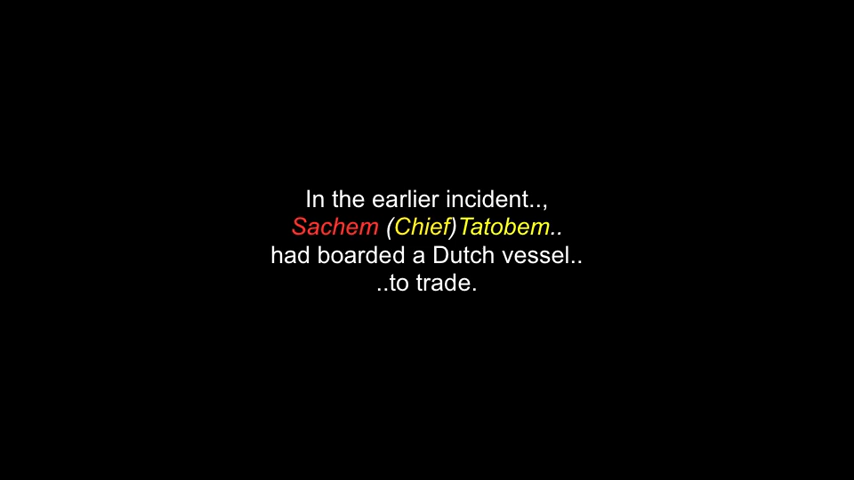 In the earlier incident..,
Sachem (Chief)Tatobem..
had boarded a Dutch vessel..
..to trade.